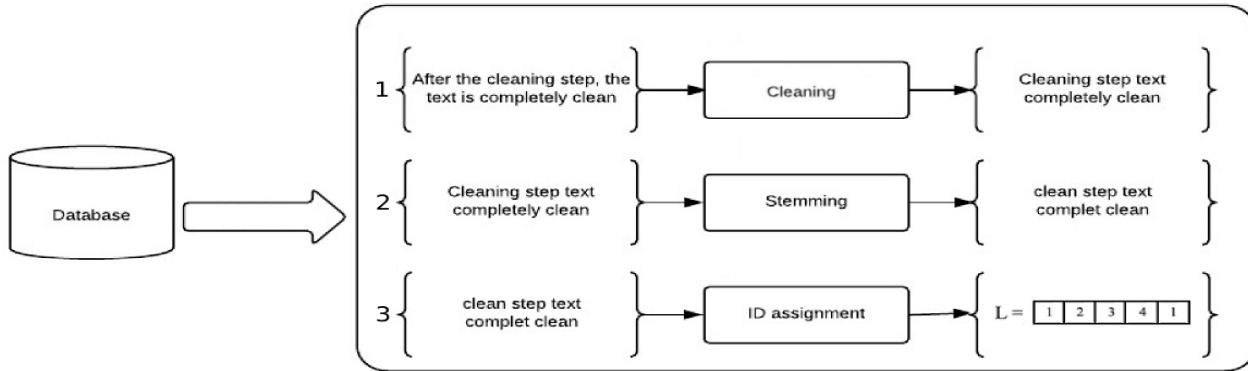 Database
1
After the cleaning step, the
text is completely clean
Cleaning
Cleaning step text
completely clean
2
Cleaning step text
completely clean
Stemming
clean step text
complet clean
3
clean step text
complet clean
ID assignment
L = 1 2 3 4 1